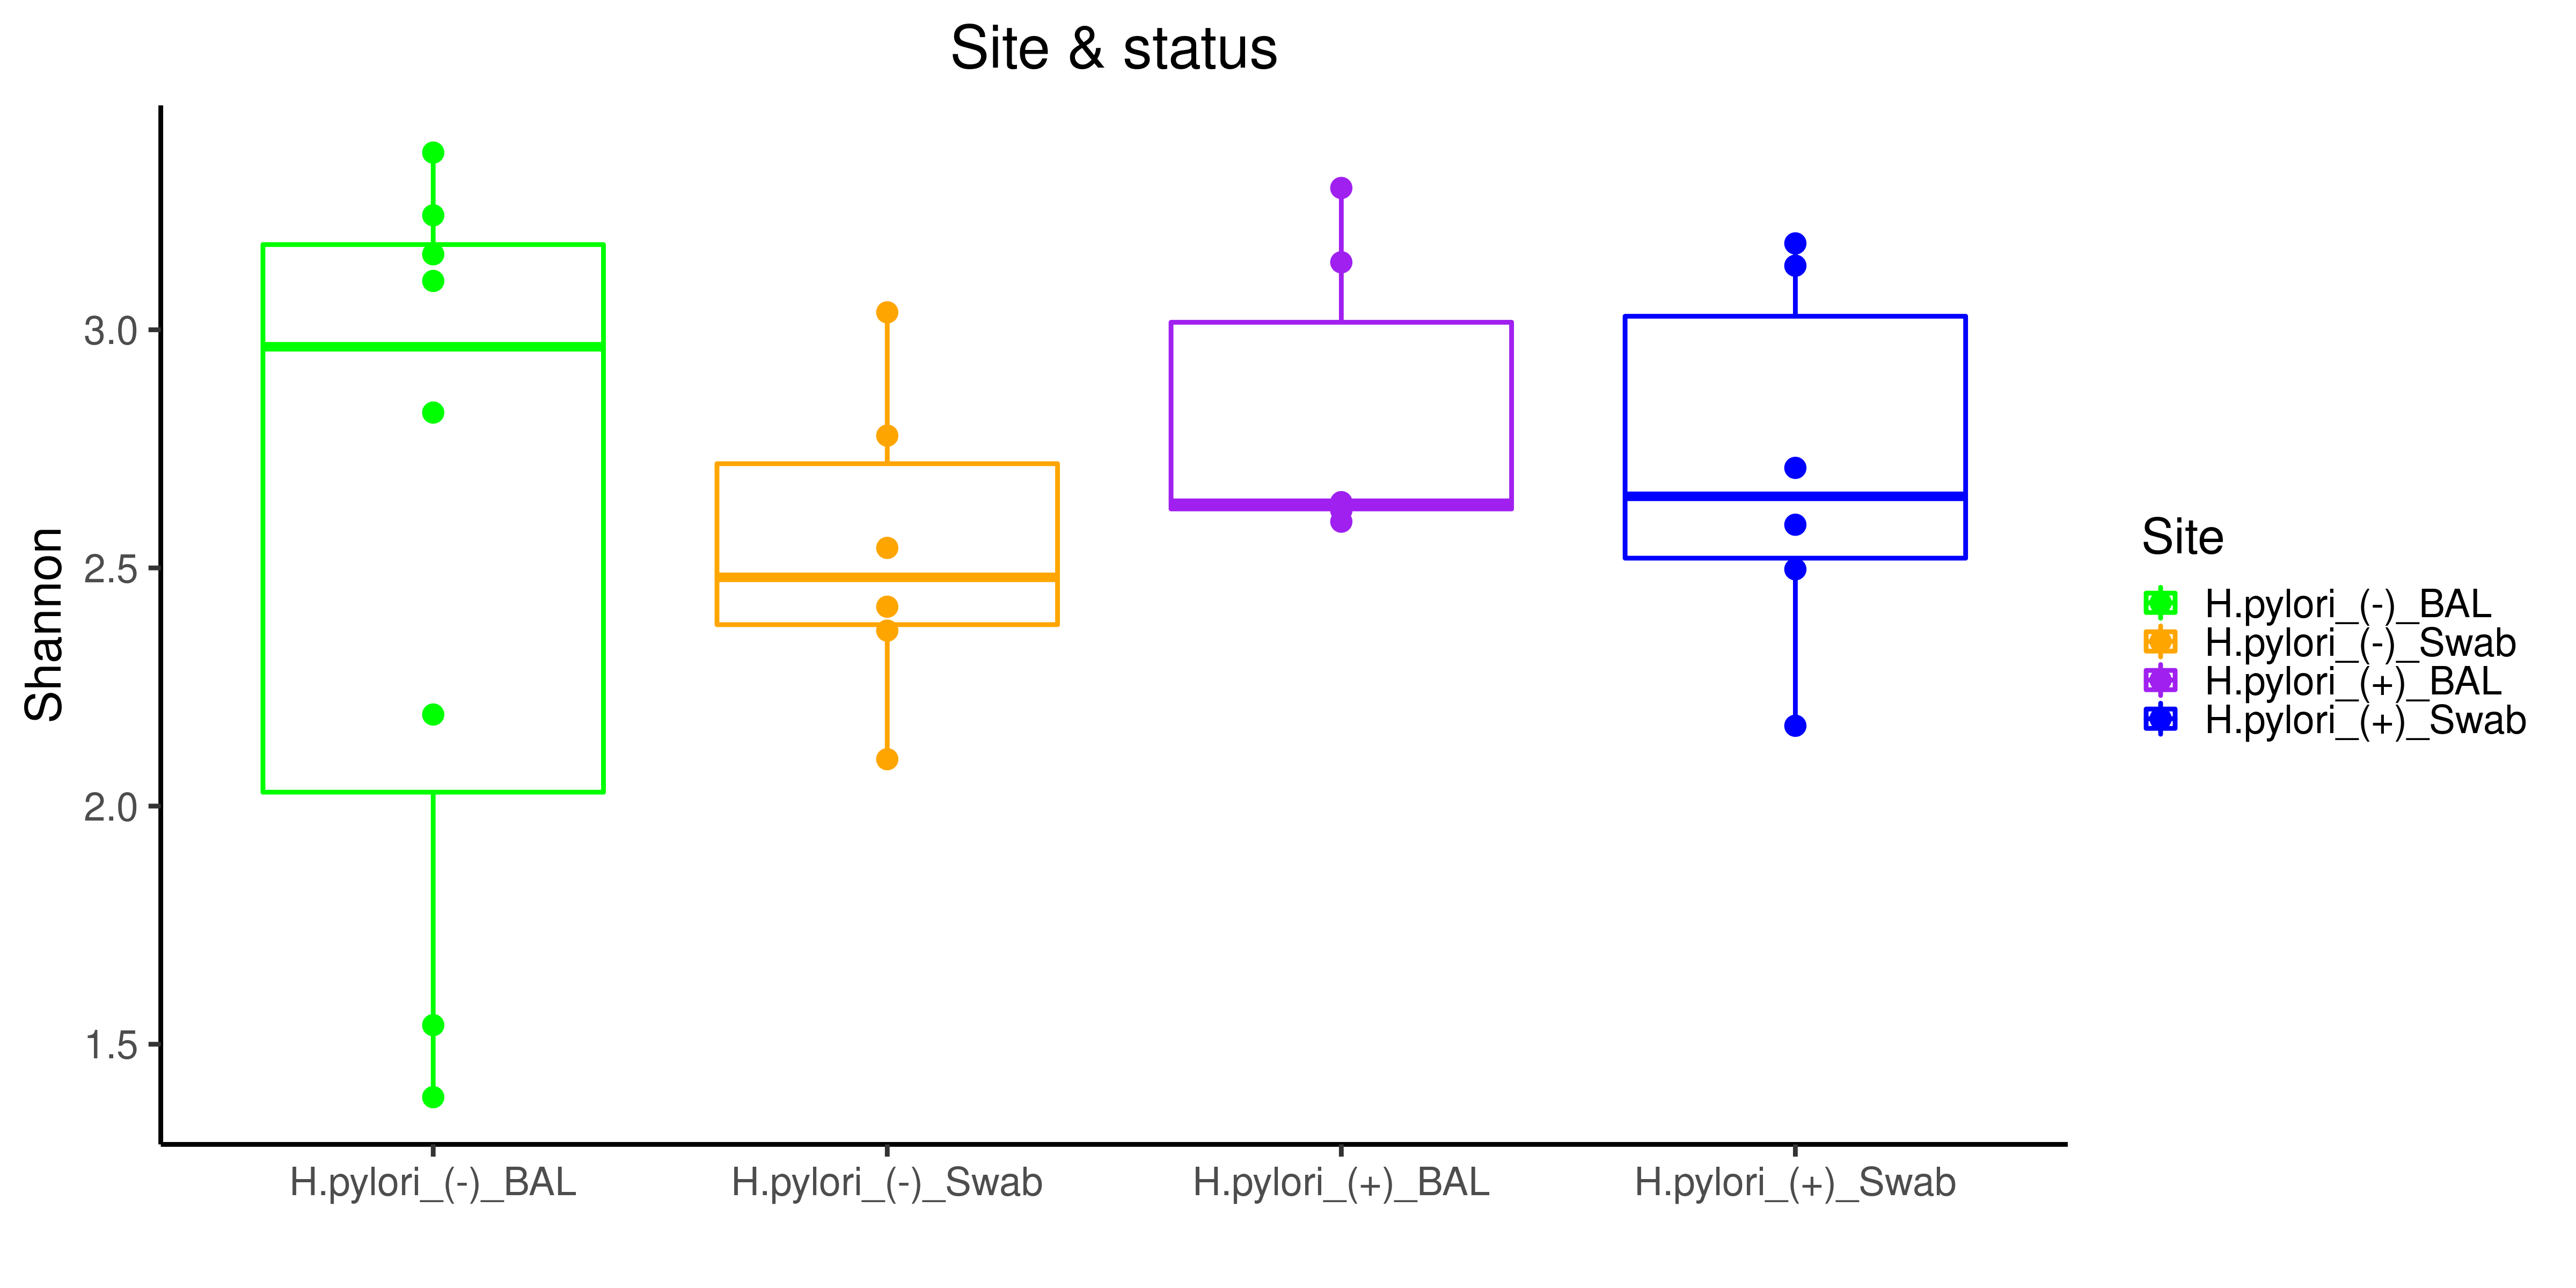 Site & status
Shannon
3.0
2.5
2.0
1.5
H.pylori_(-)_BAL
H.pylori_(-)_Swab
H.pylori_(+)_BAL
H.pylori_(+)_Swab
Site
H.pylori_(-)_BAL
H.pylori_(-)_Swab
H.pylori_(+)_BAL
H.pylori_(+)_Swab